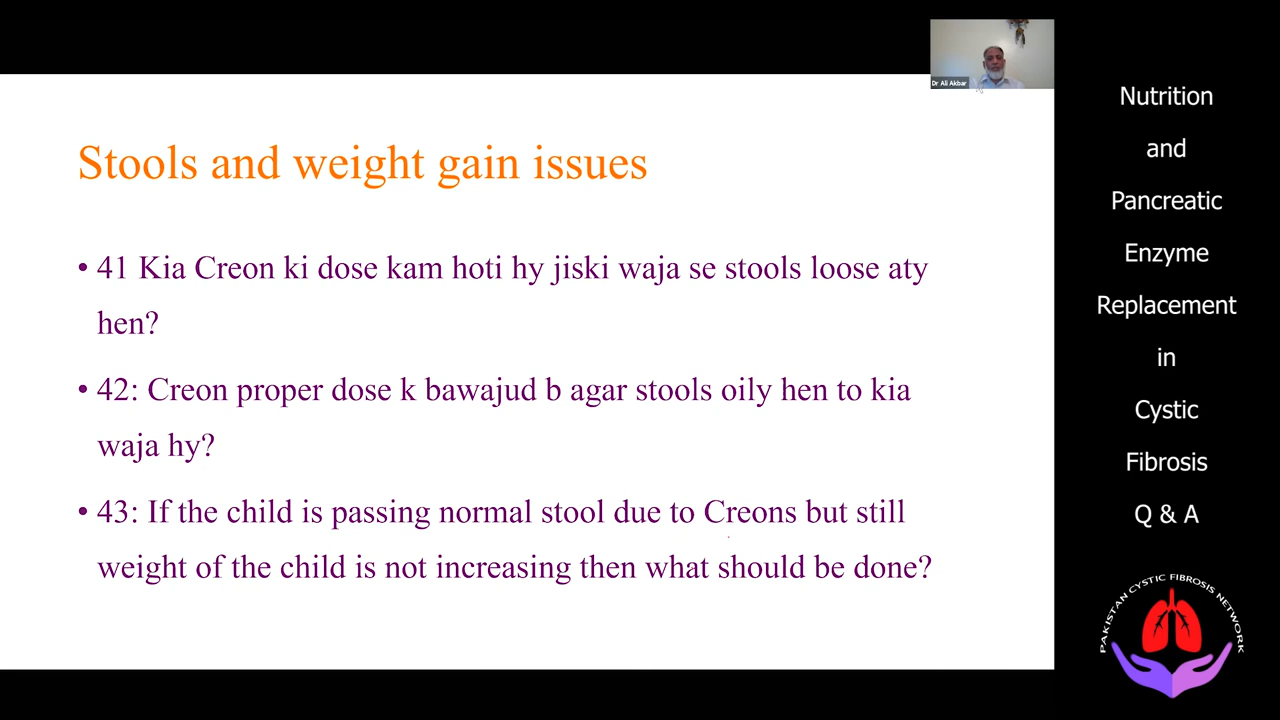 Dr Ali Akbar
Stools and weight gain issues
• 41 Kia Creon ki dose kam hoti hy jiski waja se stools loose aty
hen?
• 42: Creon proper dose k bawajud b agar stools oily hen to kia
waja hy?
• 43: If the child is passing normal stool due to Creons but still
weight of the child is not increasing then what should be done?
Nutrition
and
Pancreatic
Enzyme
Replacement
in
Cystic
Fibrosis
Q & A
PAKISTAN CYSTIC FIBROSIS NETWORK